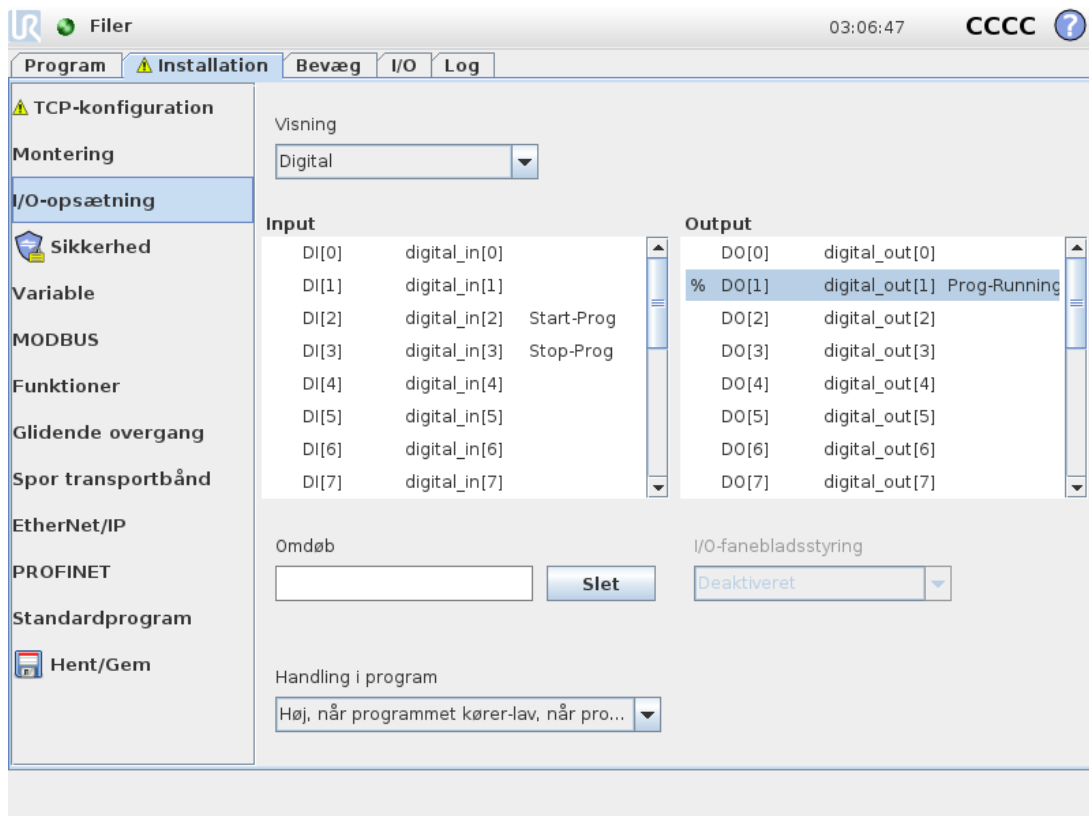 UR Filer 03:06:47 CCCC ?
Program Installation Bevæg I/O Log
TCP-konfiguration
Montering
I/O-opsætning
Sikkerhed
Variable
MODBUS
Funktioner
Glidende overgang
Spor transportbånd
EtherNet/IP
PROFINET
Standardprogram
Hent/Gem
Visning
Digital
Input
DI[0] digital_in[0]
DI[1] digital_in[1]
DI[2] digital_in[2] Start-Prog
DI[3] digital_in[3] Stop-Prog
DI[4] digital_in[4]
DI[5] digital_in[5]
DI[6] digital_in[6]
DI[7] digital_in[7]
Output
DO[0] digital_out[0]
% DO[1] digital_out[1] Prog-Running
DO[2] digital_out[2]
DO[3] digital_out[3]
DO[4] digital_out[4]
DO[5] digital_out[5]
DO[6] digital_out[6]
DO[7] digital_out[7]
Omdøb
Slet
I/O-fanebladsstyring
Deaktiveret
Handling i program
Høj, når programmet kører-lav, når pro...